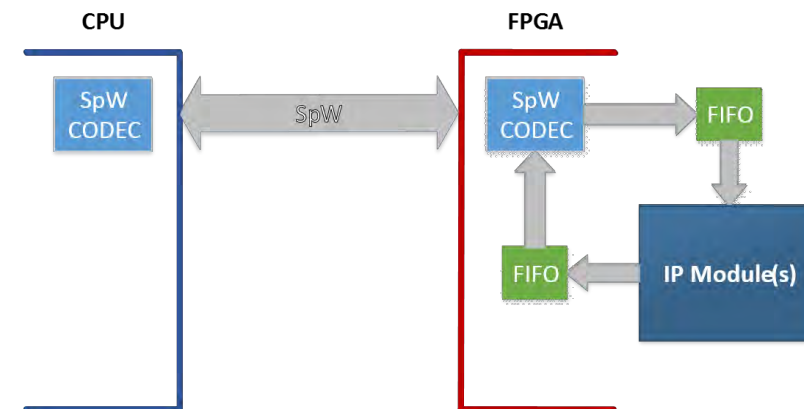 CPU
FPGA
SpW
CODEC
SpW
SpW
CODEC
FIFO
FIFO
IP Module(s)